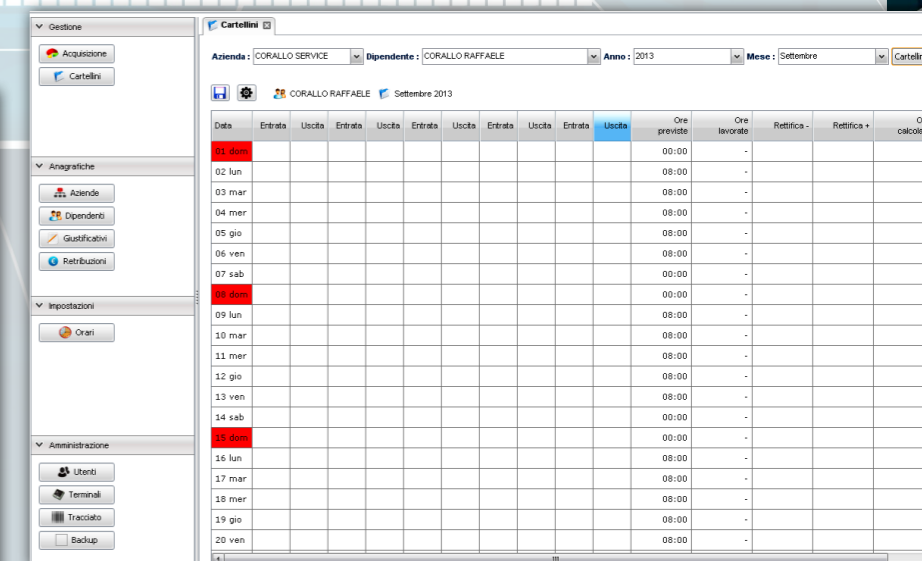 Gestione
Acquisizione
Cartellini
Anagrafiche
Aziende
Dipendenti
Giustificativi
Retribuzioni
Impostazioni
Orari
Amministrazione
Utenti
Terminali
Tracciato
Backup
Cartellini
Azienda : CORALLO SERVICE Dipendente : CORALLO RAFFAELE Anno : 2013 Mese : Settembre Cartellin
CORALLO RAFFAELE Settembre 2013
Data Entrata Uscita Entrata Uscita Entrata Uscita Entrata Uscita Entrata Uscita Ore previste Ore lavorate Rettifica - Rettifica + O calcola
01 dom 00:00 -
02 lun 08:00 -
03 mar 08:00 -
04 mer 08:00 -
05 gio 08:00 -
06 ven 08:00 -
07 sab 00:00 -
08 dom 00:00 -
09 lun 08:00 -
10 mar 08:00 -
11 mer 08:00 -
12 gio 08:00 -
13 ven 08:00 -
14 sab 00:00 -
15 dom 00:00 -
16 lun 08:00 -
17 mar 08:00 -
18 mer 08:00 -
19 gio 08:00 -
20 ven 08:00 -